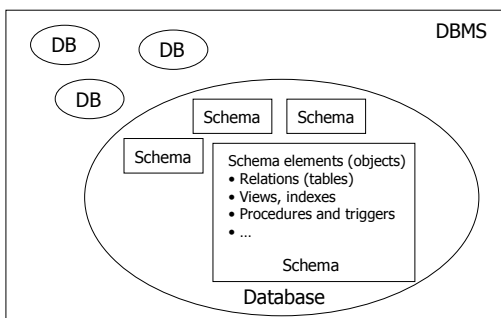 DBMS
DB
DB
DB
Schema
Schema
Schema
Schema elements (objects)
• Relations (tables)
• Views, indexes
• Procedures and triggers
• ...
Schema
Database